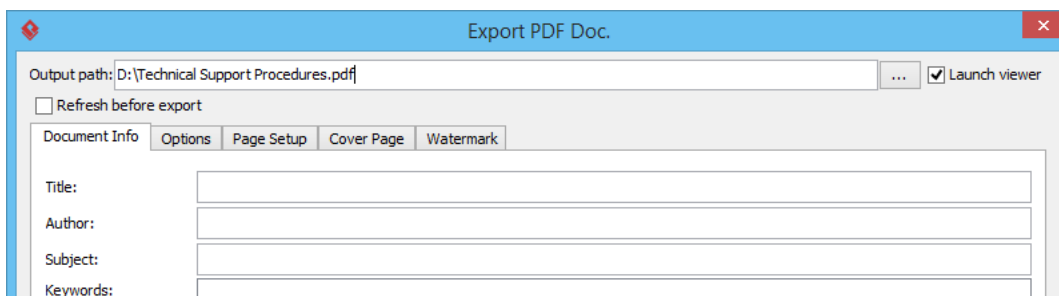 Export PDF Doc.
Output path: D:\Technical Support Procedures.pdf ... Launch viewer
Refresh before export
Document Info Options Page Setup Cover Page Watermark
Title:
Author:
Subject:
Keywords: